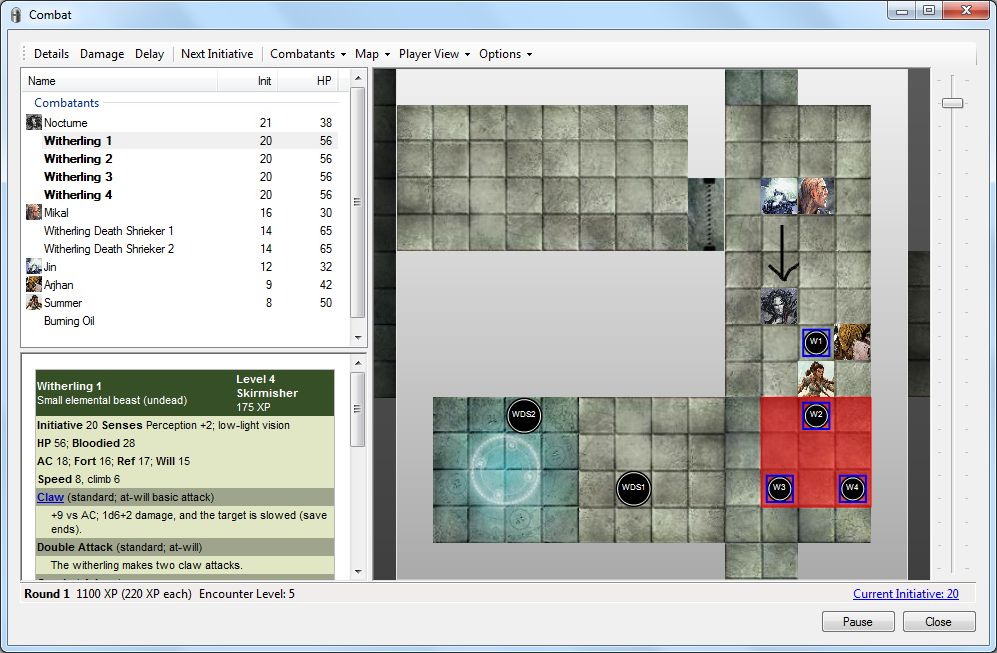 Combat
Details Damage Delay Next Initiative Combatants Map Player View Options
Name Init HP
Combatants
Nocturne 21 38
Witherling 1 20 56
Witherling 2 20 56
Witherling 3 20 56
Witherling 4 20 56
Mikal 16 30
Witherling Death Shrieker 1 14 65
Witherling Death Shrieker 2 14 65
Jin 12 32
Arjhan 9 42
Summer 8 50
Burning Oil
W1
WDS2
W2
WDS1
W3
W4
Witherling 1
Small elemental beast (undead)
Level 4
Skirmisher
175 XP
Initiative 20 Senses Perception +2; low-light vision
HP 56; Bloodied 28
AC 18; Fort 16; Ref 17; Will 15
Speed 8, climb 6
Claw (standard; at-will basic attack)
+9 vs AC; 1d6+2 damage, and the target is slowed (save
ends).
Double Attack (standard; at-will)
The witherling makes two claw attacks.
Round 1 1100 XP (220 XP each) Encounter Level: 5
Current Initiative: 20
Pause Close